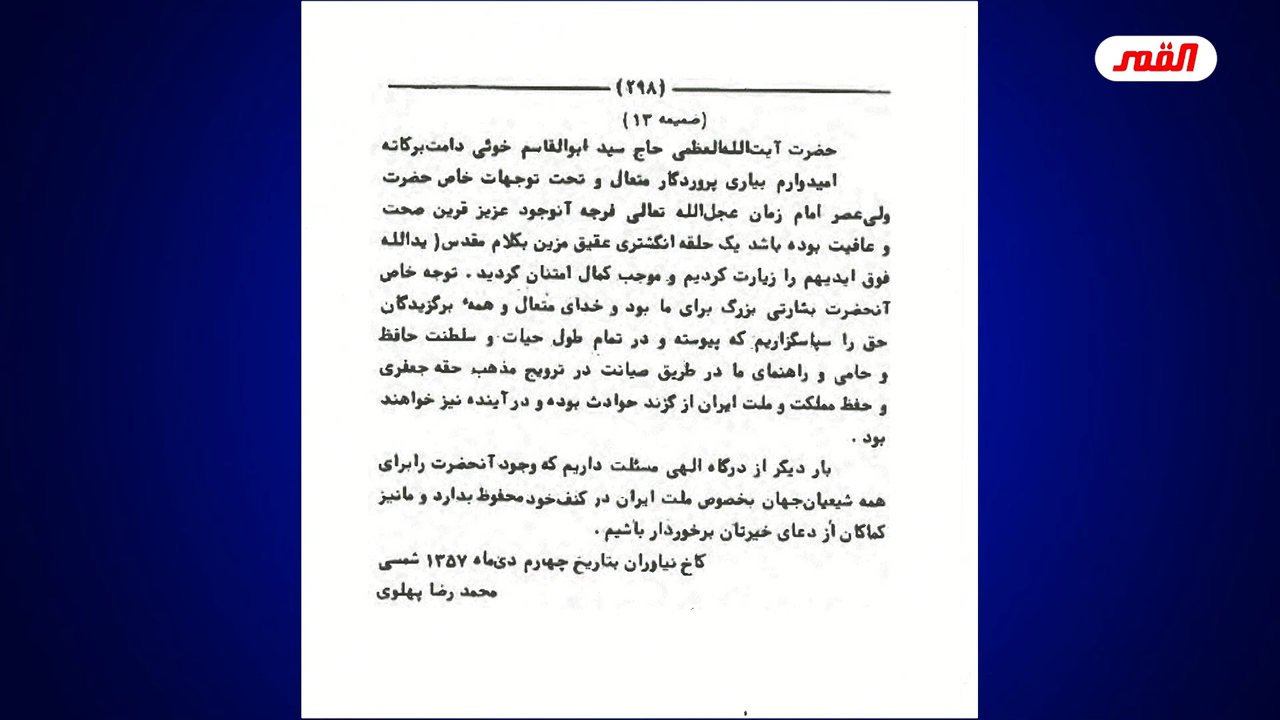 القمر
(۲۹۸)
(ضمیمه ۱۳)
حضرت آیت‌الله‌العظمی حاج سید ابوالقاسم خوئی دامت‌برکاته
امیدوارم بیاری پروردگار متعال و تحت توجهات خاص حضرت
ولی‌عصر امام زمان عجل‌الله تعالی فرجه آنوجود عزیز قرین صحت
و عافیت بوده باشد یک حلقه انگشتری عقیق مزین بکلام مقدس(یدالله
فوق ایدیهم را زیارت کردیم و موجب کمال امتنان گردید . توجه خاص
آنحضرت بشارتی بزرگ برای ما بود و خدای متعال و همهٔ برگزیدگان
حق را سپاسگزاریم که پیوسته و در تمام طول حیات و سلطنت حافظ
و حامی و راهنمای ما در طریق صیانت در ترویج مذهب حقه جعفری
و حفظ مملکت و ملت ایران از گزند حوادث بوده و در آینده نیز خواهند
بود .
بار دیگر از درگاه الهی مسئلت داریم که وجود آنحضرت را برای
همه شیعیان‌جهان بخصوص ملت ایران در کنف‌خود محفوظ بدارد و مانیز
کماکان از دعای خیرتان برخوردار باشیم .
کاخ نیاوران بتاریخ چهارم دی‌ماه ۱۳۵۷ شمسی
محمد رضا پهلوی